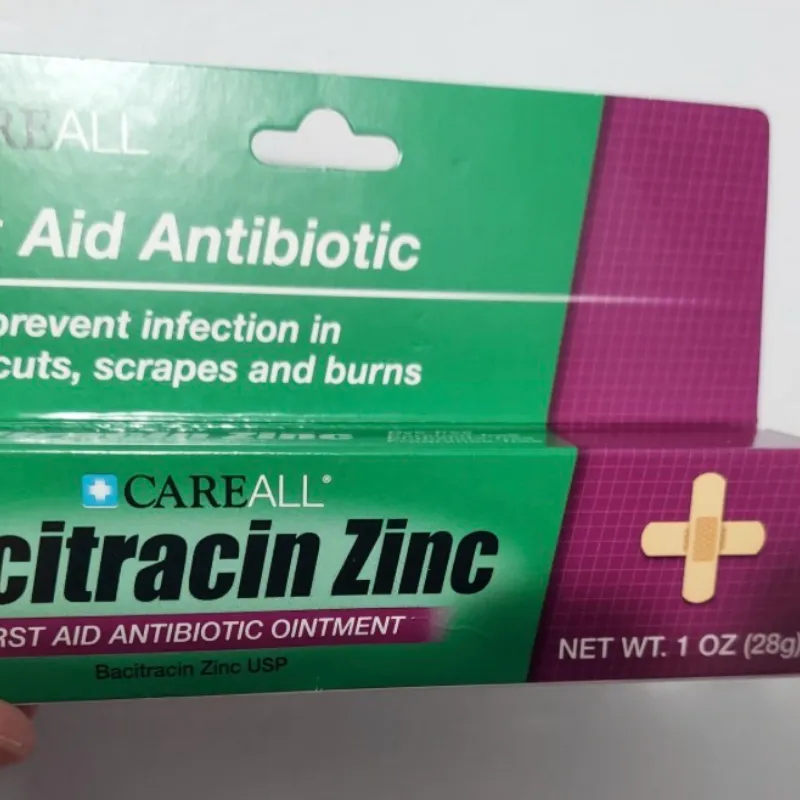 REALL
Aid Antibiotic
prevent infection in
cuts, scrapes and burns
CAREALL®
citracin Zinc
RST AID ANTIBIOTIC OINTMENT
Bacitracin Zinc USP
NET WT. 1 OZ (28g)